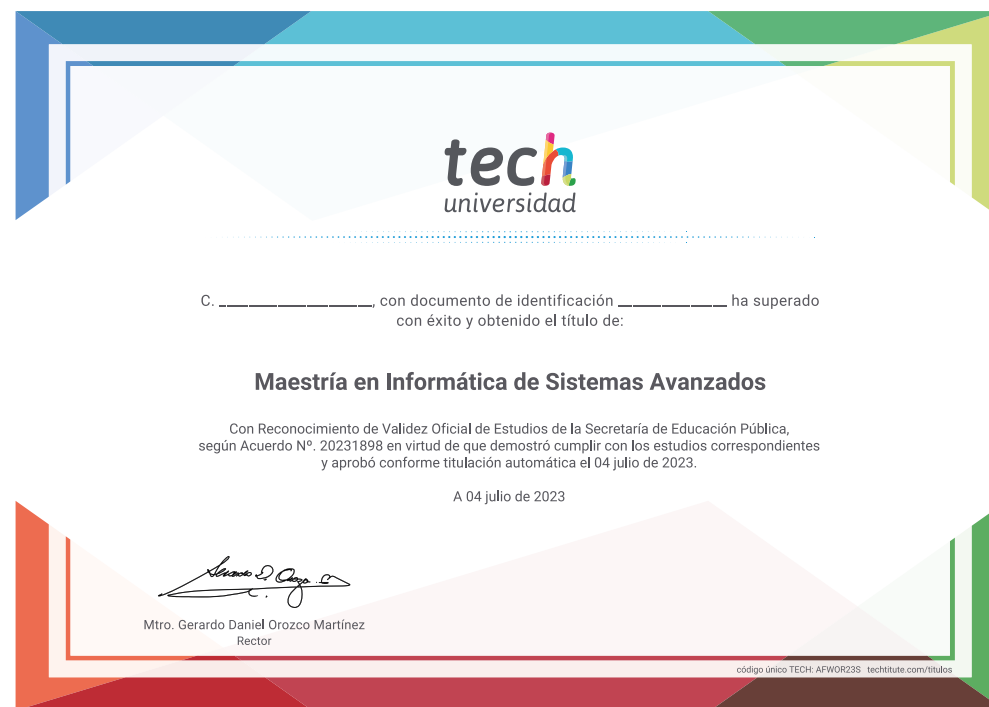 tech
universidad
C. ____________________, con documento de identificación ______________ ha superado
con éxito y obtenido el título de:
Maestría en Informática de Sistemas Avanzados
Con Reconocimiento de Validez Oficial de Estudios de la Secretaría de Educación Pública,
según Acuerdo Nº. 20231898 en virtud de que demostró cumplir con los estudios correspondientes
y aprobó conforme titulación automática el 04 julio de 2023.
A 04 julio de 2023
Mtro. Gerardo Daniel Orozco Martínez
Rector
código único TECH: AFWOR23S techtitute.com/titulos